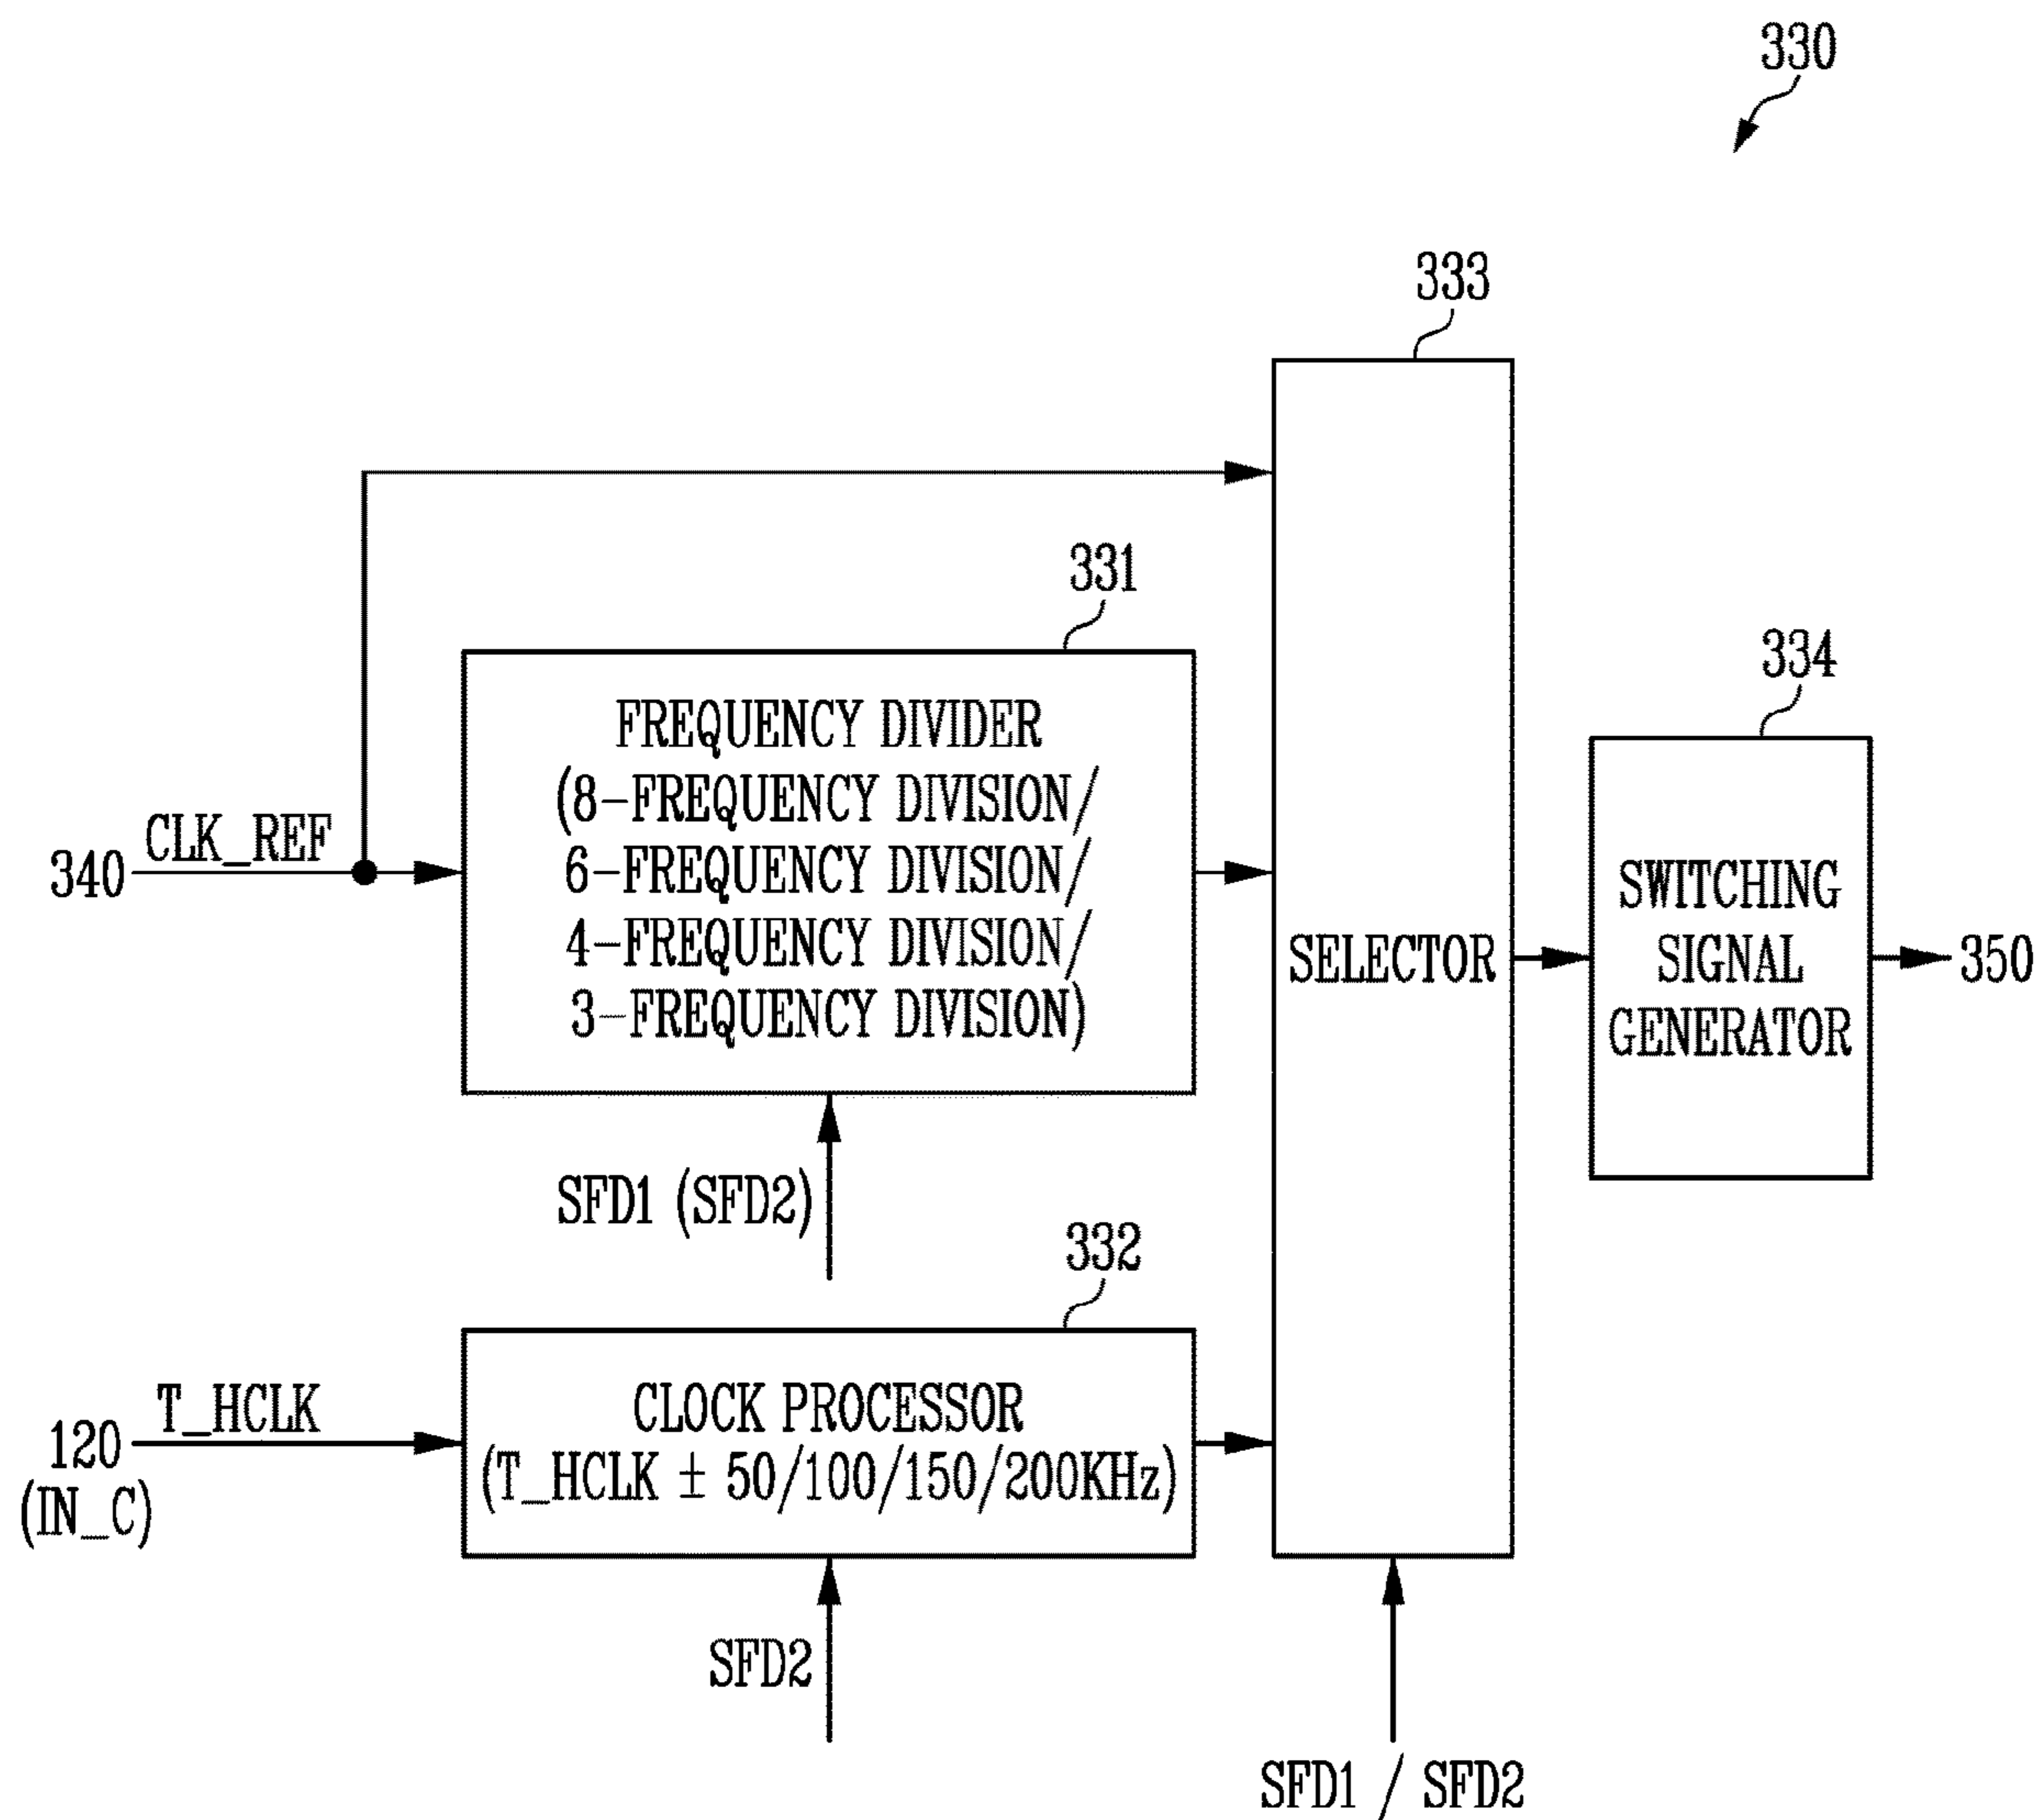 330
333
331
334
FREQUENCY DIVIDER
(8-FREQUENCY DIVISION/
6-FREQUENCY DIVISION/
4-FREQUENCY DIVISION/
3-FREQUENCY DIVISION)
CLK_REF
340
SELECTOR
SWITCHING
SIGNAL
GENERATOR
350
SFD1 (SFD2)
332
T_HCLK
120
(IN_C)
CLOCK PROCESSOR
(T_HCLK ± 50/100/150/200KHz)
SFD2
SFD1 / SFD2